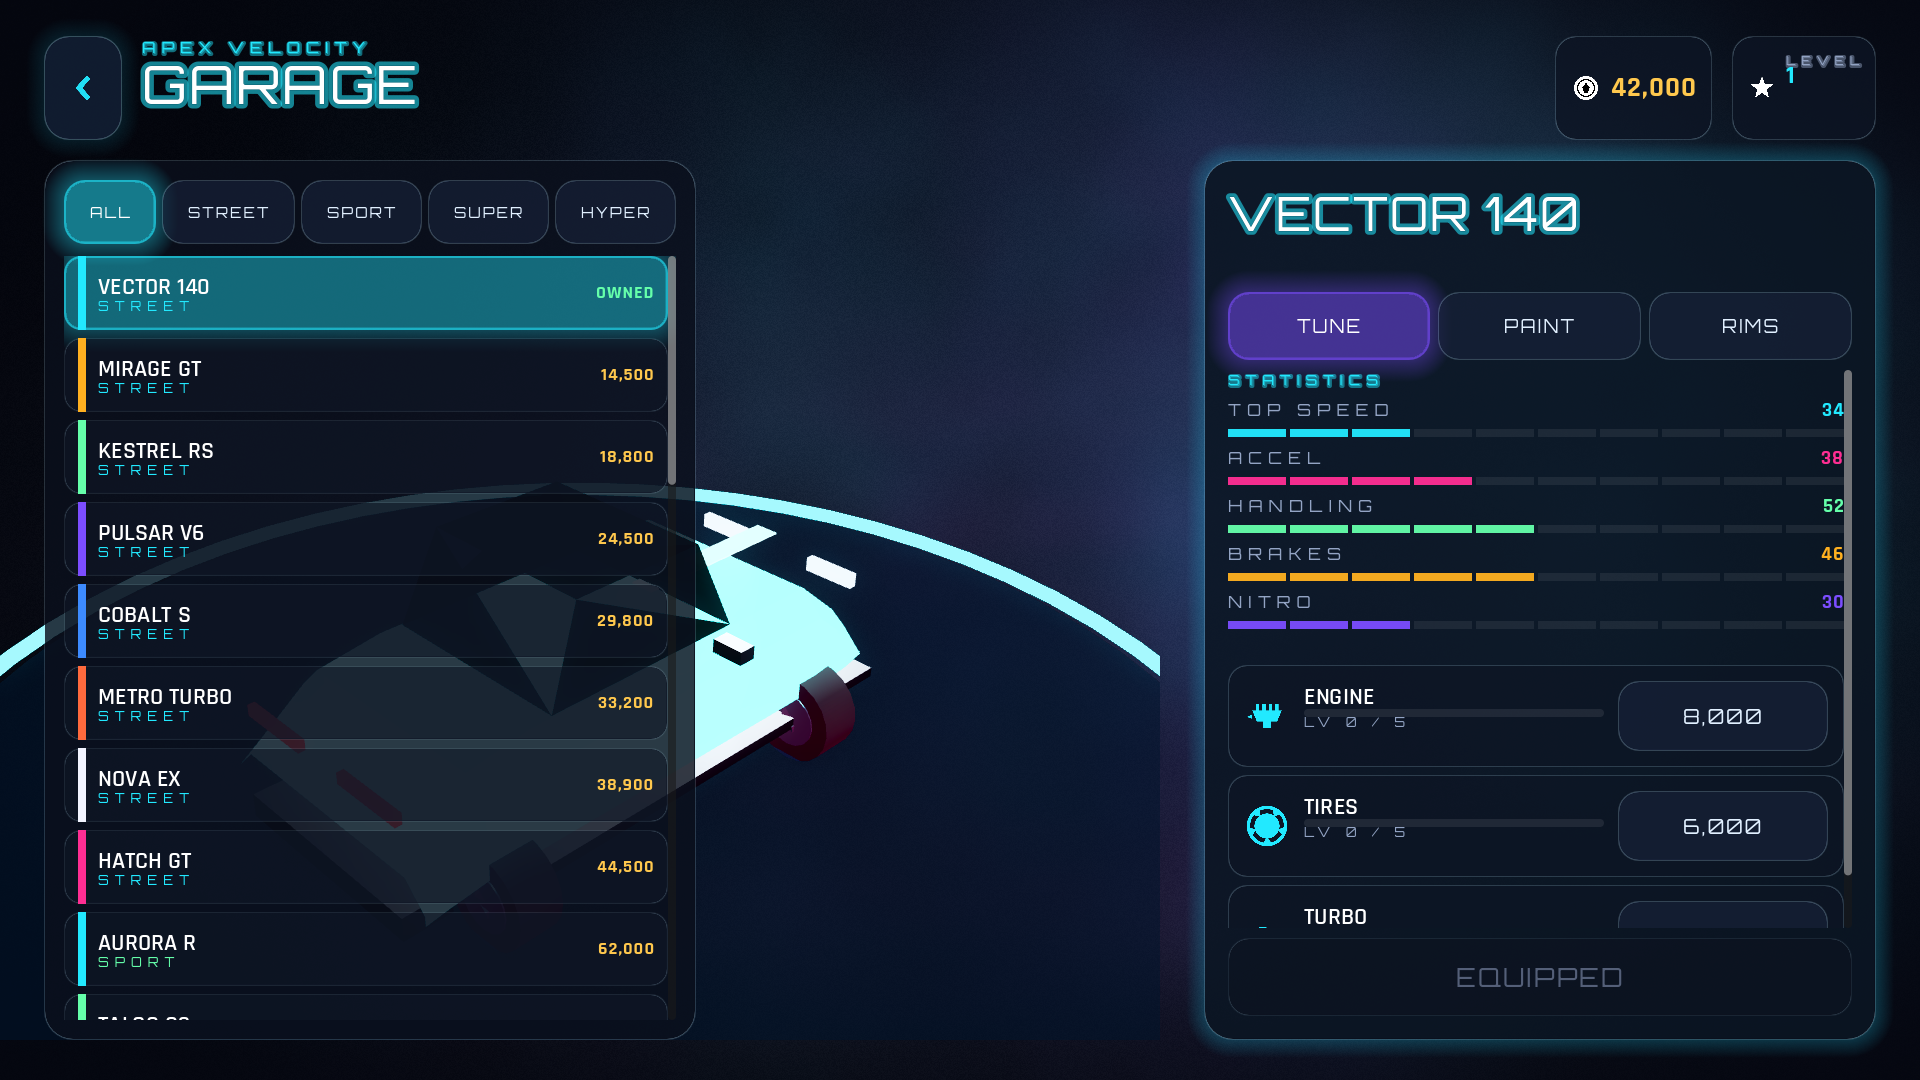 APEX VELOCITY
GARAGE
42,000
LEVEL
1
ALL
STREET
SPORT
SUPER
HYPER
VECTOR 140
STREET
OWNED
MIRAGE GT
STREET
14,500
KESTREL RS
STREET
18,800
PULSAR V6
STREET
24,500
COBALT S
STREET
29,800
METRO TURBO
STREET
33,200
NOVA EX
STREET
38,900
HATCH GT
STREET
44,500
AURORA R
SPORT
62,000
VECTOR 140
TUNE
PAINT
RIMS
STATISTICS
TOP SPEED
34
ACCEL
38
HANDLING
52
BRAKES
46
NITRO
30
ENGINE
LV 0 / 5
8,000
TIRES
LV 0 / 5
6,000
TURBO
EQUIPPED